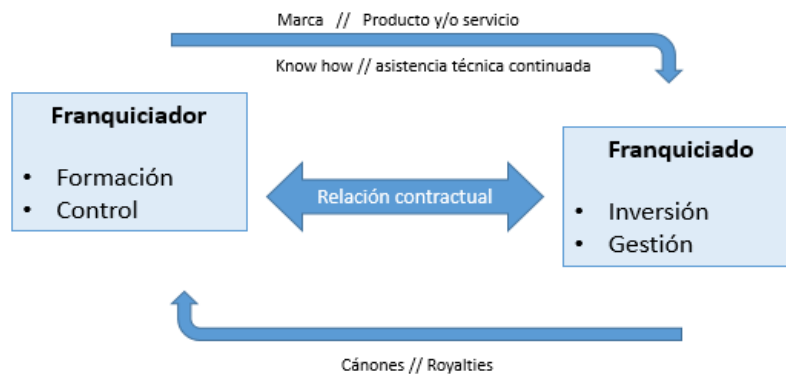 Marca // Producto y/o servicio
Know how // asistencia técnica continuada
Franquiciador
• Formación
• Control
Relación contractual
Franquiciado
• Inversión
• Gestión
Cánones // Royalties